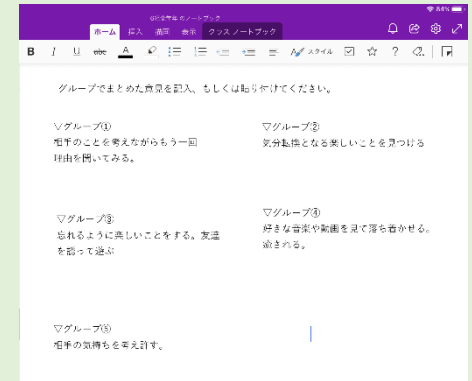 84%
ホーム 挿入 描画 表示 クラス ノートブック
B I U abc A スタイル
グループでまとめた意見を記入、もしくは貼り付けてください。
▽グループ①
相手のことを考えながらもう一回
理由を聞いてみる。
▽グループ②
気分転換となる楽しいことを見つける
▽グループ③
忘れるように楽しいことをする。友達
を誘って遊ぶ
▽グループ④
好きな音楽や動画を見て落ち着かせる。
癒される。
▽グループ⑤
相手の気持ちを考え許す。